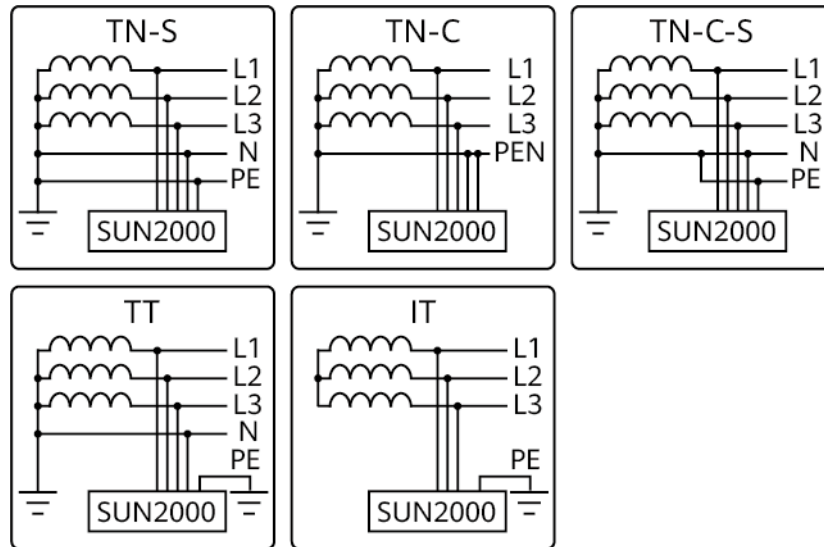 TN-S
L1
L2
L3
N
PE
SUN2000
TN-C
L1
L2
L3
PEN
SUN2000
TN-C-S
L1
L2
L3
N
PE
SUN2000
TT
L1
L2
L3
N
PE
SUN2000
IT
L1
L2
L3
PE
SUN2000